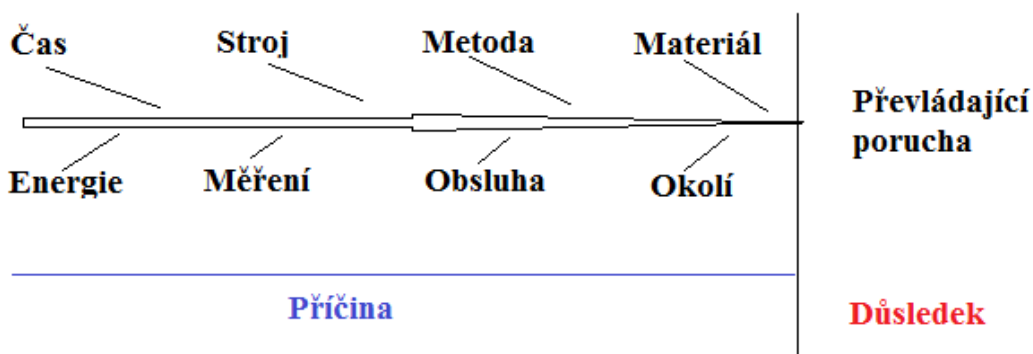 Čas
Stroj
Metoda
Materiál
Převládající
porucha
Energie
Měření
Obsluha
Okolí
Příčina
Důsledek